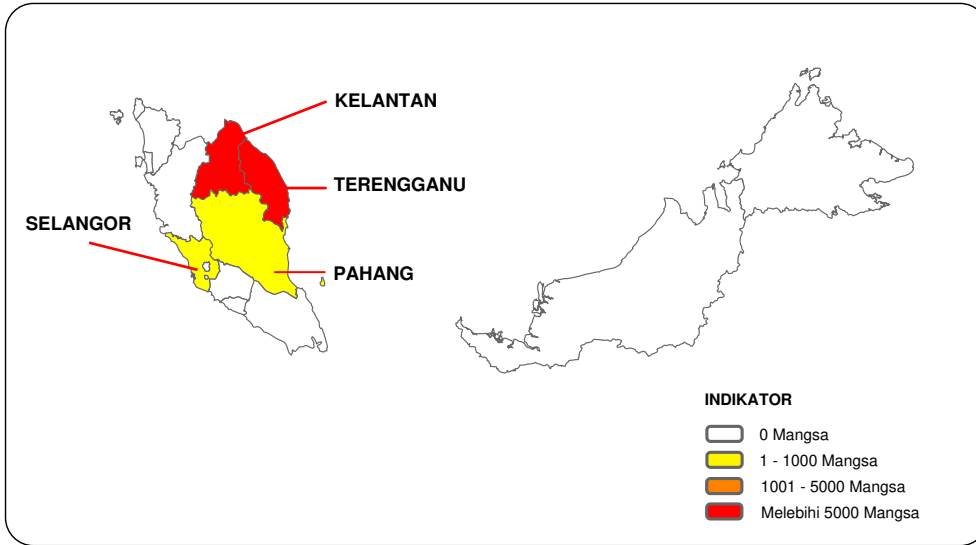 KELANTAN
TERENGGANU
SELANGOR
PAHANG
INDIKATOR
0 Mangsa
1 - 1000 Mangsa
1001 - 5000 Mangsa
Melebihi 5000 Mangsa